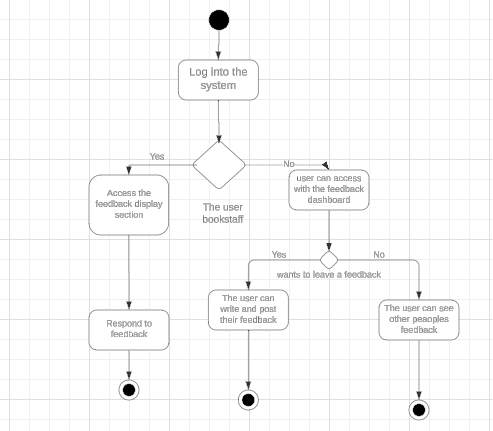 Log into the
system
Yes
No
Access the
feedback display
section
The user
bookstaff
user can access
with the feedback
dashboard
Yes
No
wants to leave a feedback
The user can
write and post
their feedback
The user can see
other peaoples
feedback
Respond to
feedback